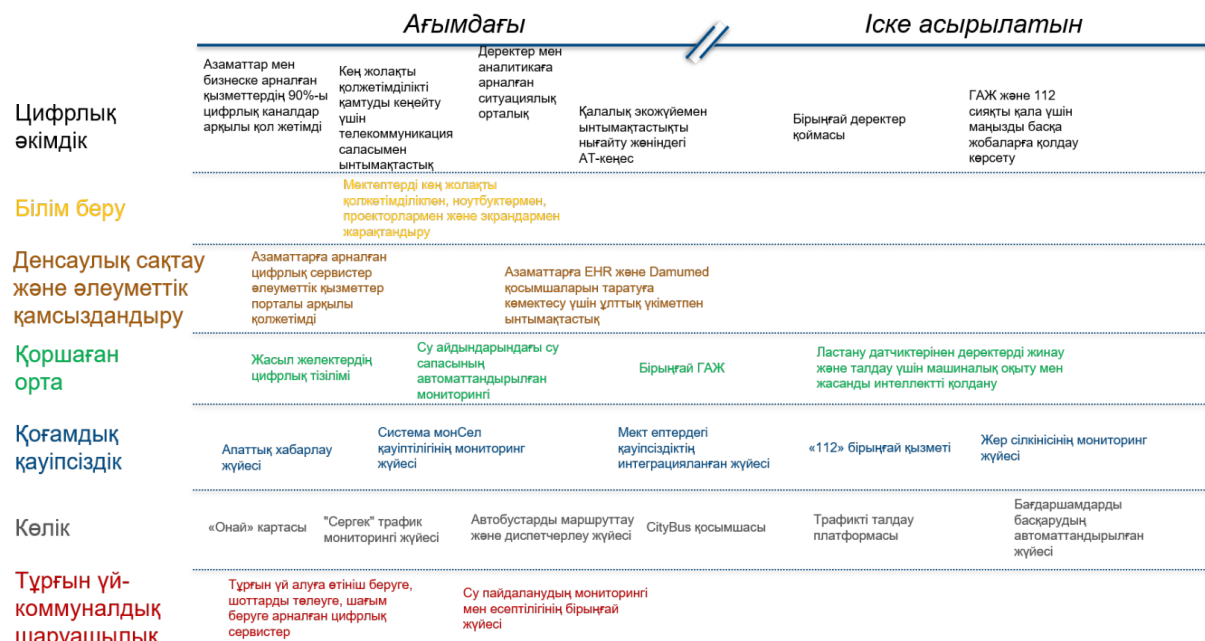 Ағымдағы
Іске асырылатын
Цифрлық
әкімдік
Азаматтар мен
бизнеске арналған
қызметтердің 90%-ы
цифрлық каналдар
арқылы қол жетімді
Кең жолақты
қолжетімділікті
қамтуды кеңейту
үшін
телекоммуникация
саласымен
ынтымақтастық
Деректер мен
аналитикаға
арналған
ситуациялық
орталық
Қалалық экожүйемен
ынтымақтастықты
нығайту жөніндегі
АТ-кеңес
Бірыңғай деректер
қоймасы
ГАЖ және 112
сияқты қала үшін
маңызды басқа
жобаларға қолдау
көрсету
Білім беру
Мектептерді кең жолақты
қолжетімділікпен, ноутбуктермен,
проекторлармен және экрандармен
жарақтандыру
Денсаулық сақтау
және әлеуметтік
қамсыздандыру
Азаматтарға арналған
цифрлық сервистер
әлеуметтік қызметтер
порталы арқылы
қолжетімді
Азаматтарға EHR және Damumed
қосымшаларын таратуға
көмектесу үшін ұлттық үкіметпен
ынтымақтастық
Қоршаған
орта
Жасыл желектердің
цифрлық тізілімі
Су айдындарындағы су
сапасының
автоматтандырылған
мониторингі
Бірыңғай ГАЖ
Ластану датчиктерінен деректерді жинау
және талдау үшін машиналық оқыту мен
жасанды интеллектті қолдану
Қоғамдық
қауіпсіздік
Апаттық хабарлау
жүйесі
Система монСел
қауіптілігінің мониторинг
жүйесі
Мект ептердегі
қауіпсіздіктің
интеграцияланған жүйесі
«112» бірыңғай қызметі
Жер сілкінісінің мониторинг
жүйесі
Көлік
«Онай» картасы
"Сергек" трафик
мониторингі жүйесі
Автобустарды маршруттау
және диспетчерлеу жүйесі
CityBus қосымшасы
Трафикті талдау
платформасы
Бағдаршамдарды
басқарудың
автоматтандырылған
жүйесі
Тұрғын үй-
коммуналдық
шаруашылық
Тұрғын үй алуға өтініш беруге,
шоттарды төлеуге, шағым
беруге арналған цифрлық
сервистер
Су пайдаланудың мониторингі
мен есептілігінің бірыңғай
жүйесі